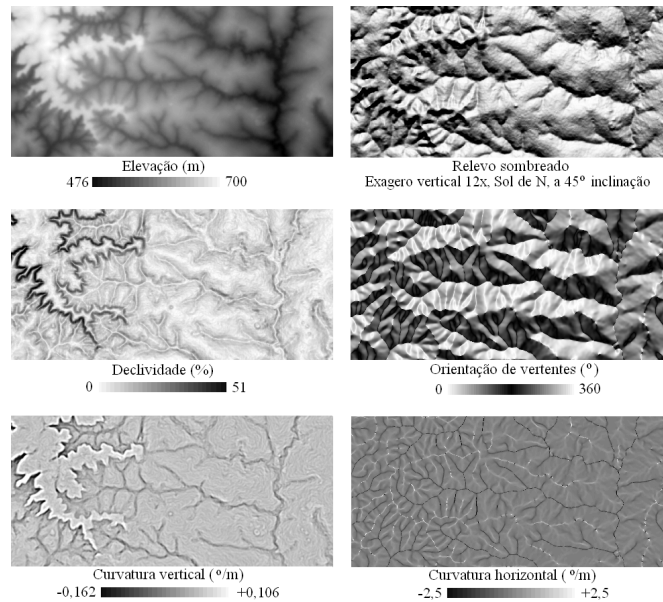 Elevação (m)
476 700
Relevo sombreado
Exagero vertical 12x, Sol de N, a 45º inclinação
Declividade (%)
0 51
Orientação de vertentes (º)
0 360
Curvatura vertical (º/m)
-0,162 +0,106
Curvatura horizontal (º/m)
-2,5 +2,5